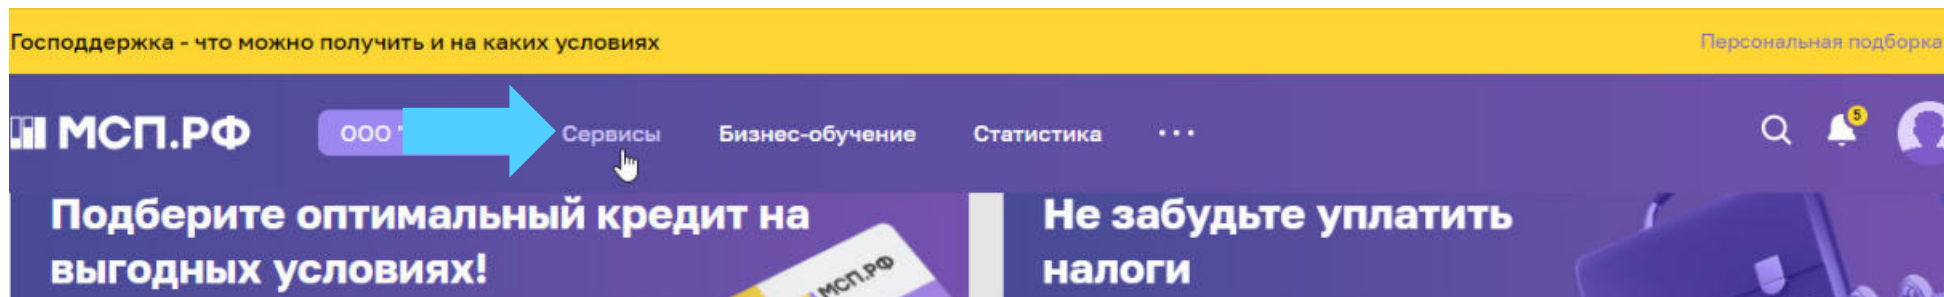 Господдержка - что можно получить и на каких условиях
Персональная подборка
МСП.РФ
ООО "
Сервисы
Бизнес-обучение
Статистика
...
5
Подберите оптимальный кредит на
выгодных условиях!
МСП.РФ
Не забудьте уплатить
налоги